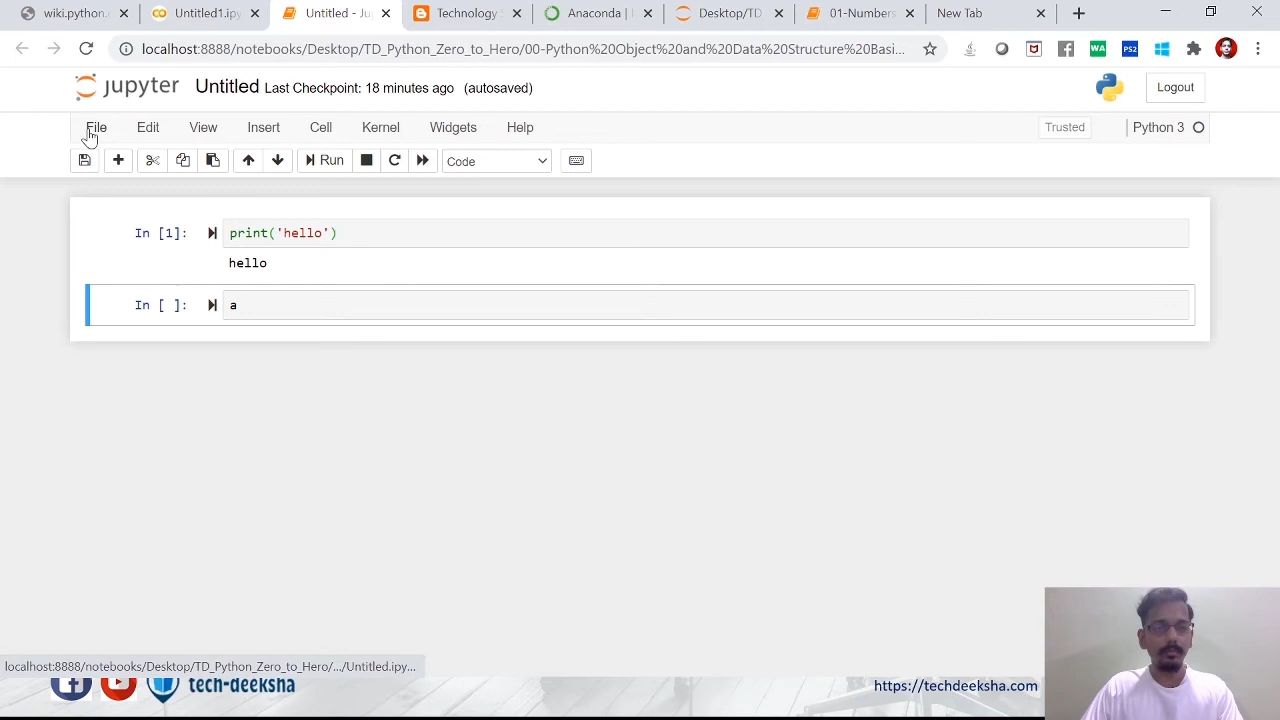 wiki.python.
Untitled1.ipy
Untitled - Ju
Technology
Anaconda |
Desktop/TD
01-Numbers
New Tab
localhost:8888/notebooks/Desktop/TD_Python_Zero_to_Hero/00-Python%20Object%20and%20Data%20Structure%20Basi...
WA
PS2
jupyter Untitled Last Checkpoint: 18 minutes ago (autosaved)
Logout
File Edit View Insert Cell Kernel Widgets Help
Trusted
Python 3
Run
Code
In [1]: print('hello')
hello
In [ ]: a
localhost:8888/notebooks/Desktop/TD_Python_Zero_to_Hero/.../Untitled.ipy...
tech-deeksha
https://techdeeksha.com